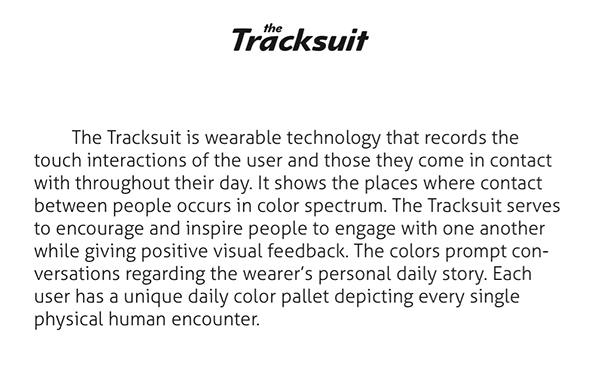 the
Tracksuit
The Tracksuit is wearable technology that records the
touch interactions of the user and those they come in contact
with throughout their day. It shows the places where contact
between people occurs in color spectrum. The Tracksuit serves
to encourage and inspire people to engage with one another
while giving positive visual feedback. The colors prompt con-
versations regarding the wearer’s personal daily story. Each
user has a unique daily color pallet depicting every single
physical human encounter.